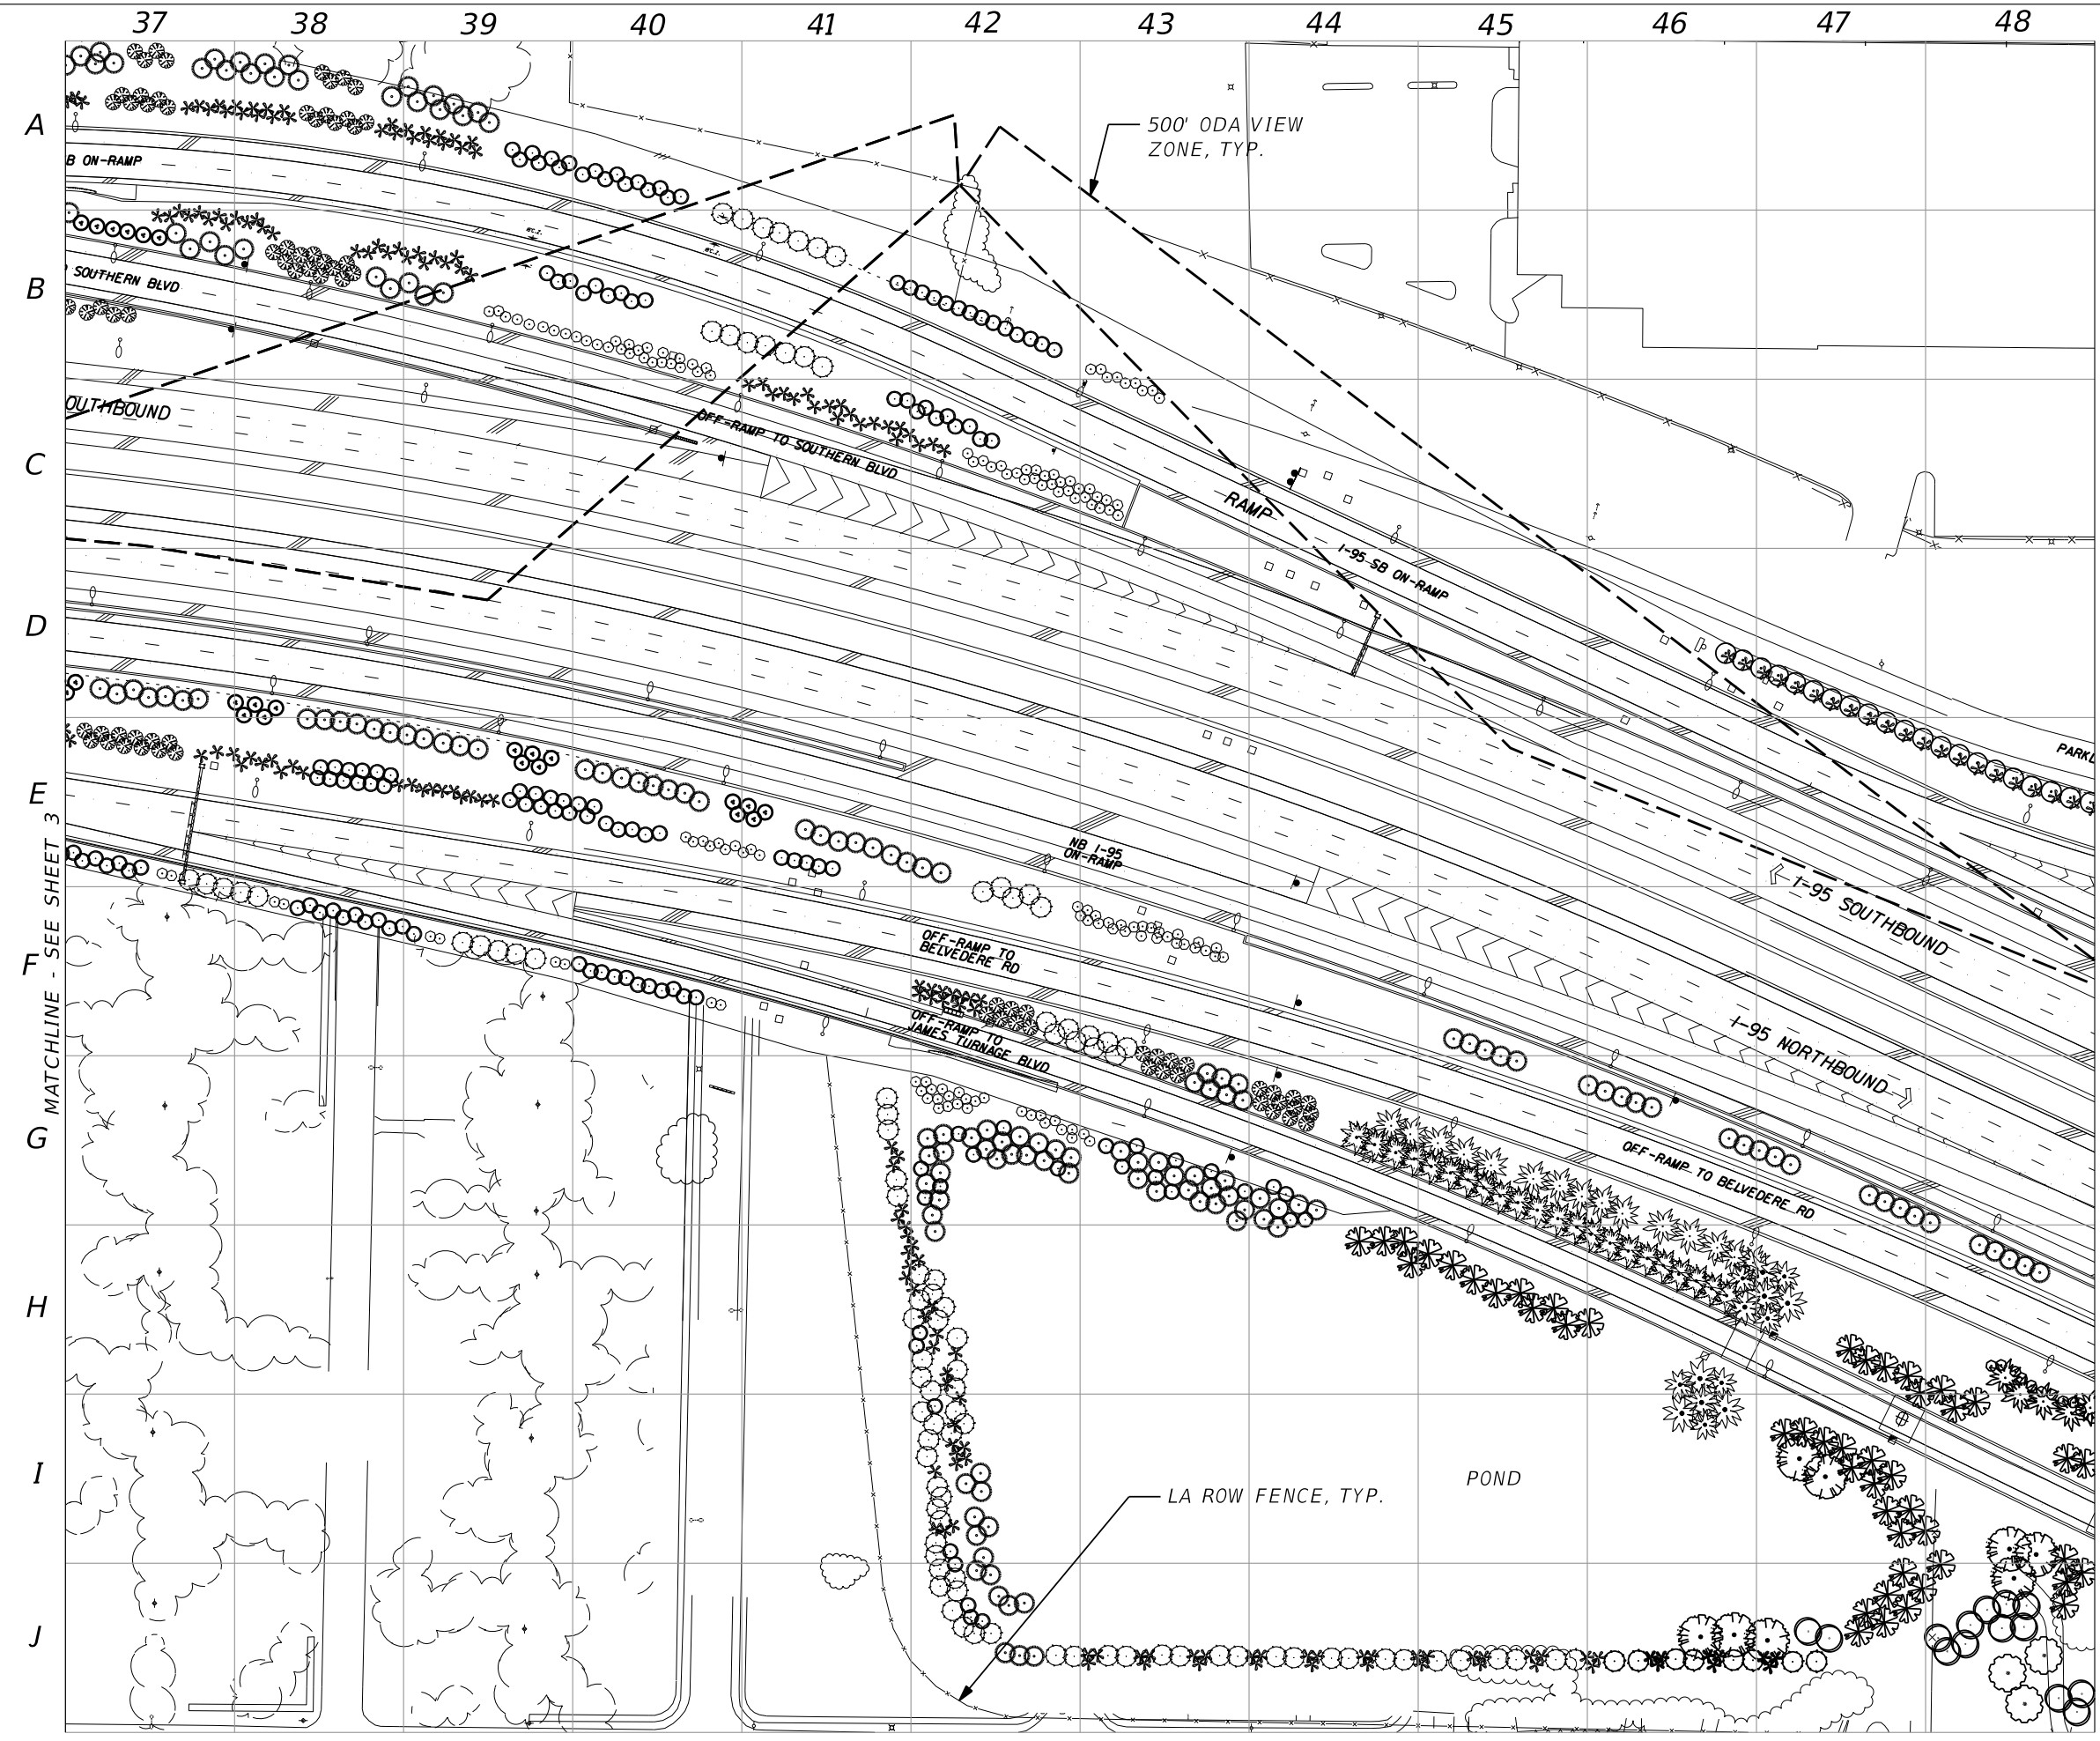 37 38 39 40 41 42 43 44 45 46 47 48
A
500' ODA VIEW
ZONE, TYP.
B ON-RAMP
B
SOUTHERN BLVD
OUTHBOUND
OFF-RAMP TO SOUTHERN BLVD
C
RAMP
I-95 SB ON-RAMP
D
PARKL
E
NB I-95
ON-RAMP
I-95 SOUTHBOUND
MATCHLINE - SEE SHEET 3
F
OFF-RAMP TO
BELVEDERE RD
OFF-RAMP TO
JAMES TURNAGE BLVD
I-95 NORTHBOUND
G
OFF-RAMP TO BELVEDERE RD
H
I
POND
LA ROW FENCE, TYP.
J